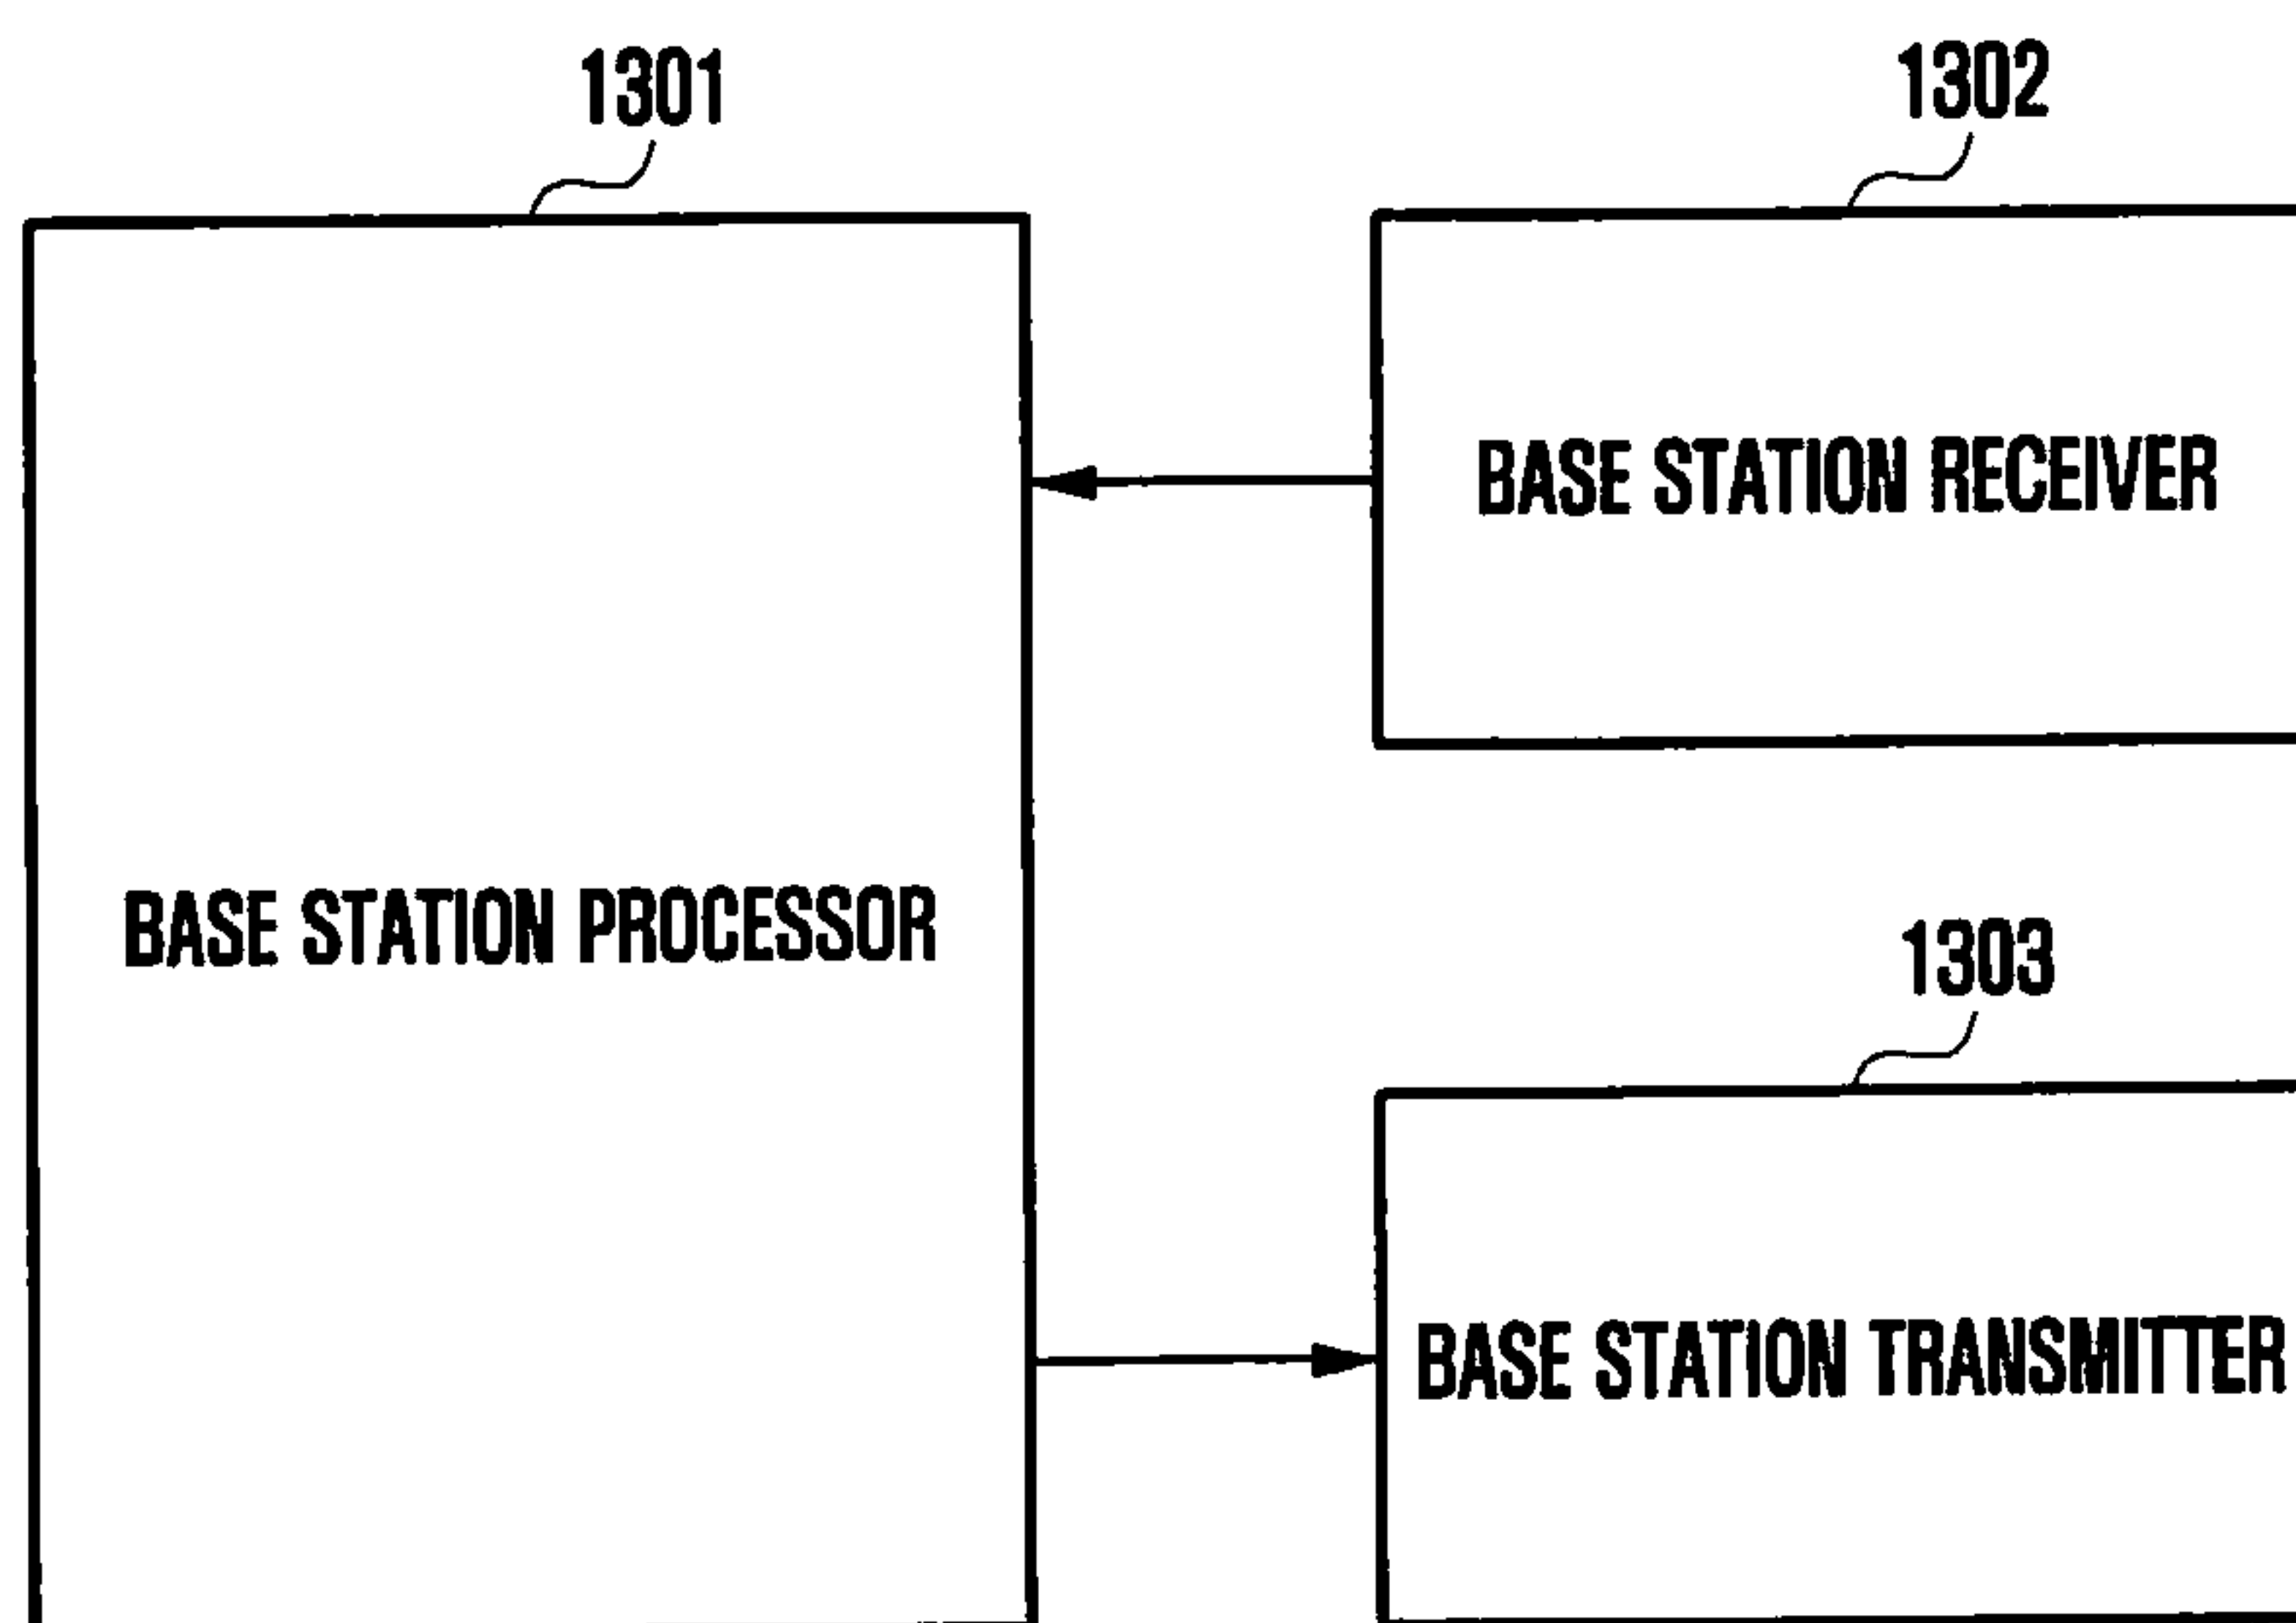 1301
1302
BASE STATION RECEIVER
BASE STATION PROCESSOR
1303
BASE STATION TRANSMITTER